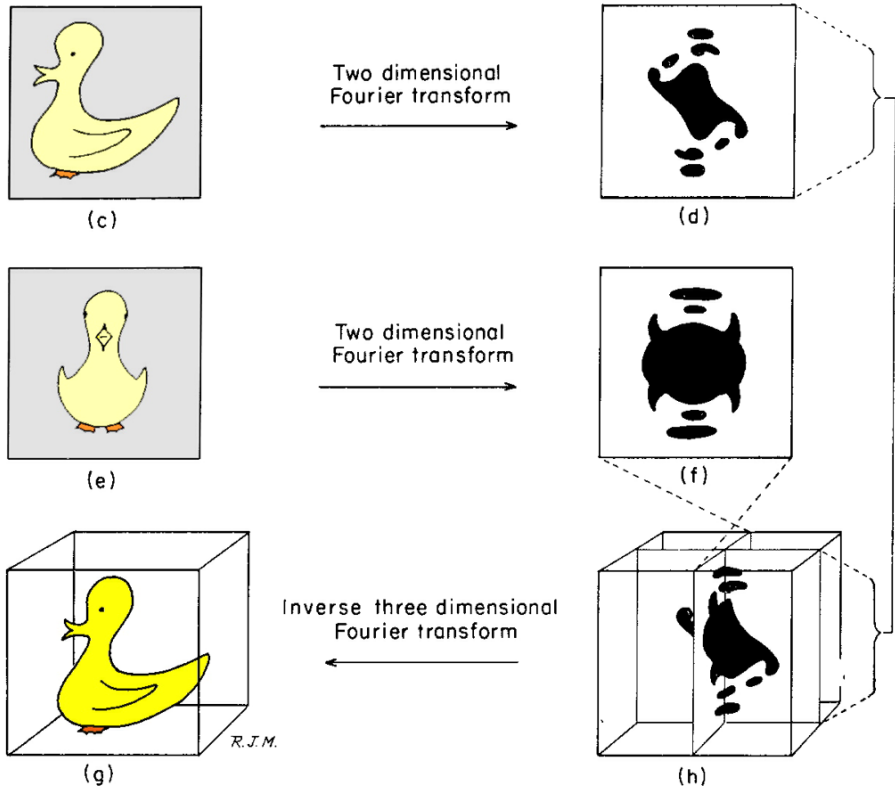 Two dimensional
Fourier transform
(c)
(d)
Two dimensional
Fourier transform
(e)
(f)
Inverse three dimensional
Fourier transform
R.J.M.
(g)
(h)